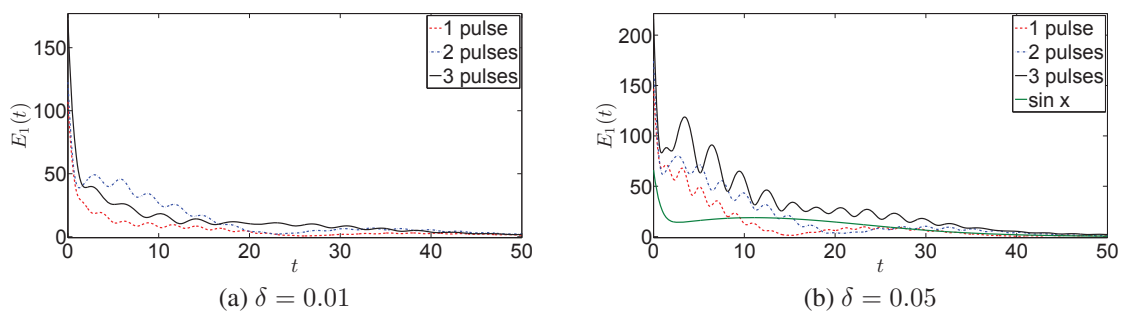 E₁(t)
150
100
50
0
0 10 20 30 40 50
t
1 pulse
2 pulses
3 pulses
(a) δ = 0.01
E₁(t)
200
150
100
50
0
0 10 20 30 40 50
t
1 pulse
2 pulses
3 pulses
sin x
(b) δ = 0.05